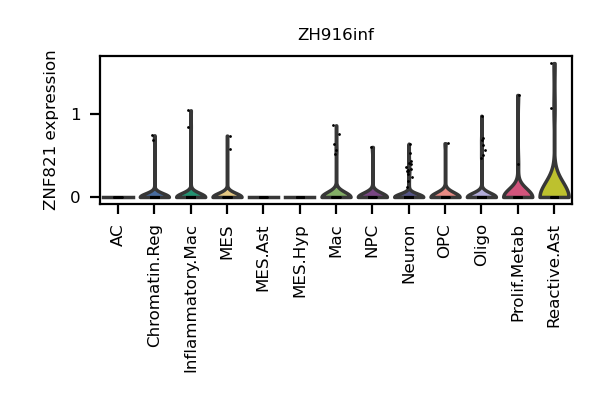 ZH916inf
ZNF821 expression
1
0
AC
Chromatin.Reg
Inflammatory.Mac
MES
MES.Ast
MES.Hyp
Mac
NPC
Neuron
OPC
Oligo
Prolif.Metab
Reactive.Ast